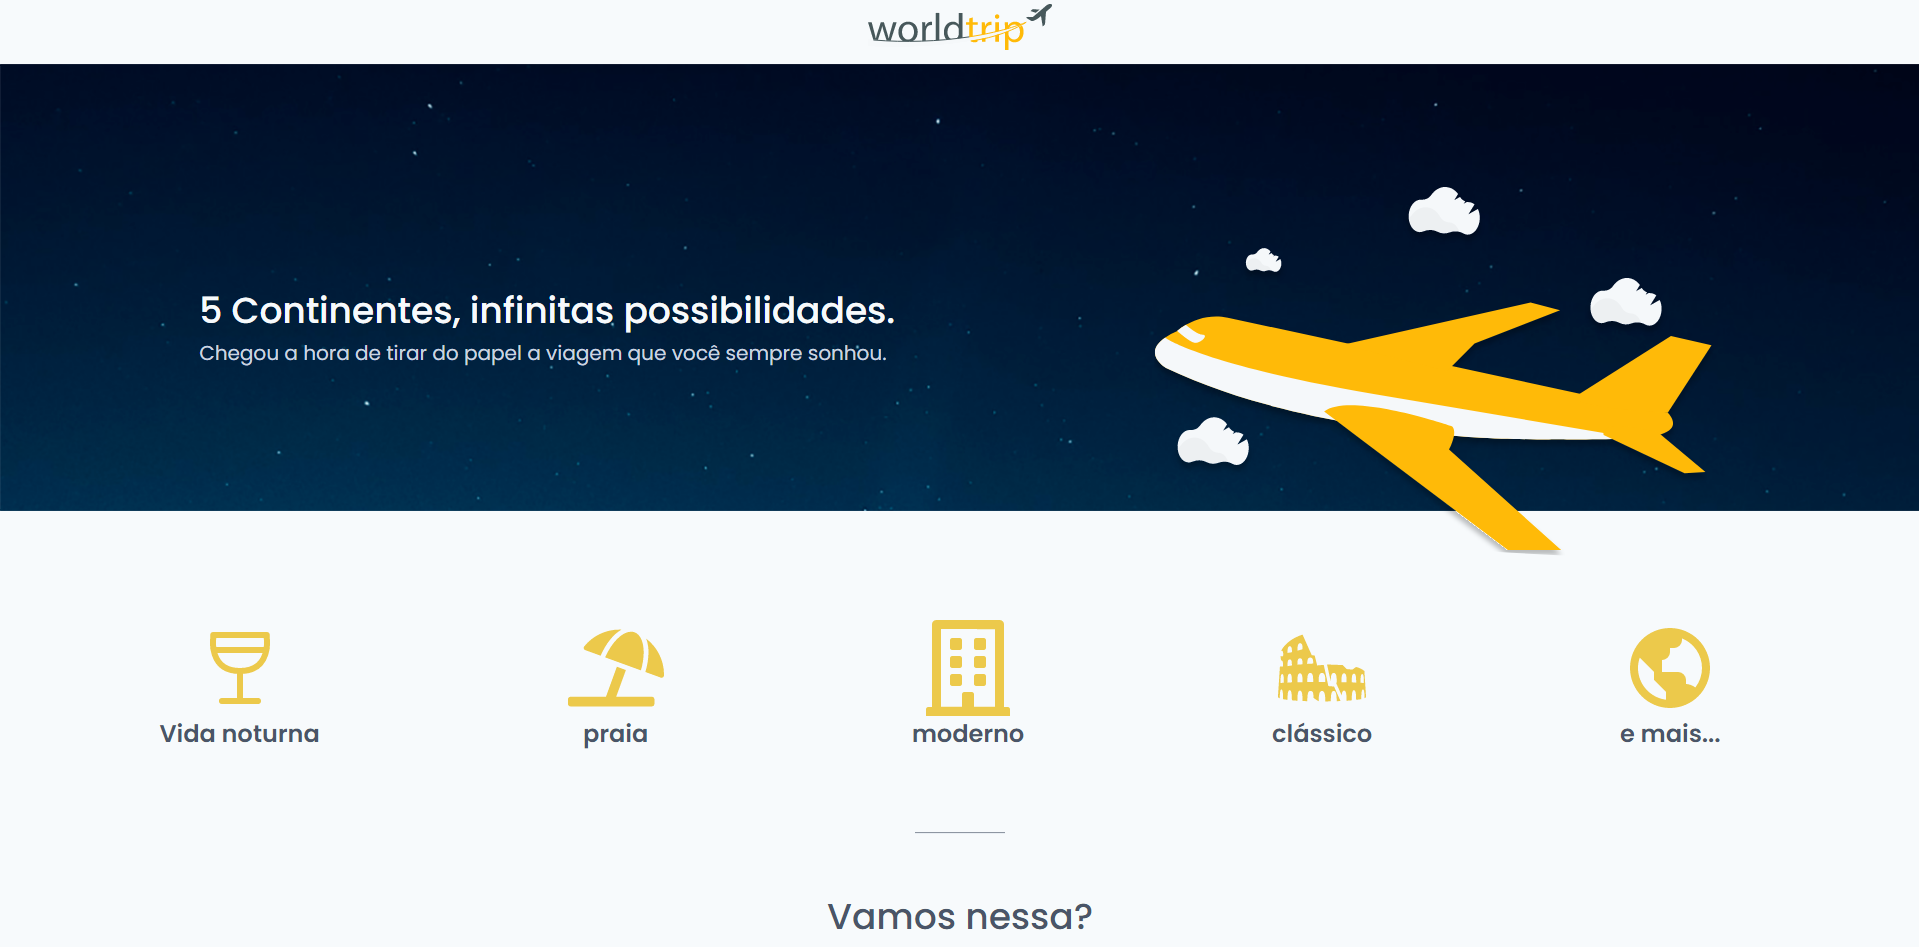 worldtrip
5 Continentes, infinitas possibilidades.
Chegou a hora de tirar do papel a viagem que você sempre sonhou.
Vida noturna
praia
moderno
clássico
e mais...
Vamos nessa?